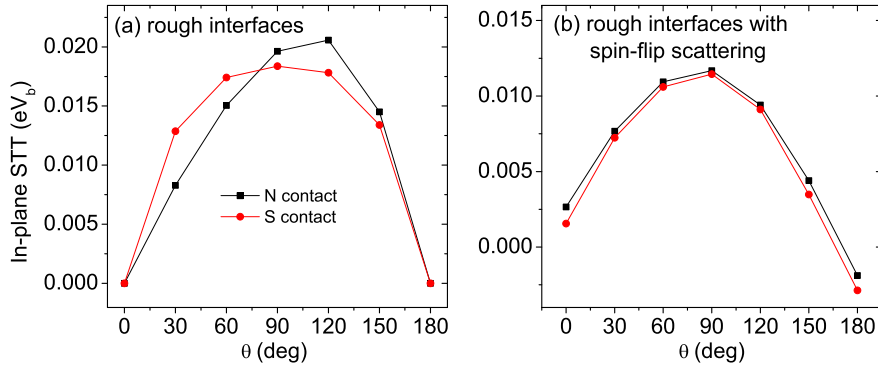 (a) rough interfaces
In-plane STT (eV_b)
0.020
0.015
0.010
0.005
0.000
N contact
S contact
0 30 60 90 120 150 180
θ (deg)
(b) rough interfaces with
spin-flip scattering
0.015
0.010
0.005
0.000
0 30 60 90 120 150 180
θ (deg)